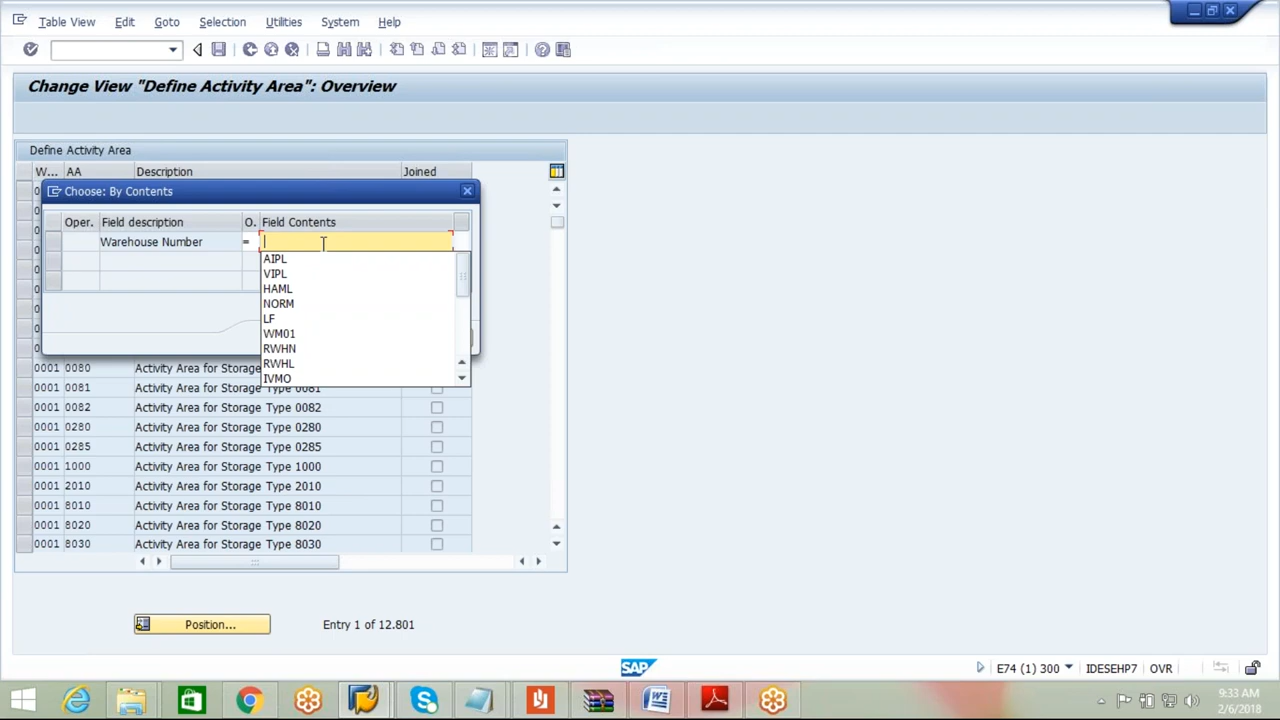 Table View Edit Goto Selection Utilities System Help
Change View "Define Activity Area": Overview
Define Activity Area
W... AA Description Joined
Choose: By Contents
Oper. Field description O. Field Contents
Warehouse Number =
AIPL
VIPL
HAML
NORM
LF
WM01
RWHN
RWHL
IVMO
0001 0080 Activity Area for Storage Type 0080
0001 0081 Activity Area for Storage Type 0081
0001 0082 Activity Area for Storage Type 0082
0001 0280 Activity Area for Storage Type 0280
0001 0285 Activity Area for Storage Type 0285
0001 1000 Activity Area for Storage Type 1000
0001 2010 Activity Area for Storage Type 2010
0001 8010 Activity Area for Storage Type 8010
0001 8020 Activity Area for Storage Type 8020
0001 8030 Activity Area for Storage Type 8030
Position... Entry 1 of 12.801
SAP E74 (1) 300 IDESEHP7 OVR
9:33 AM
2/6/2018